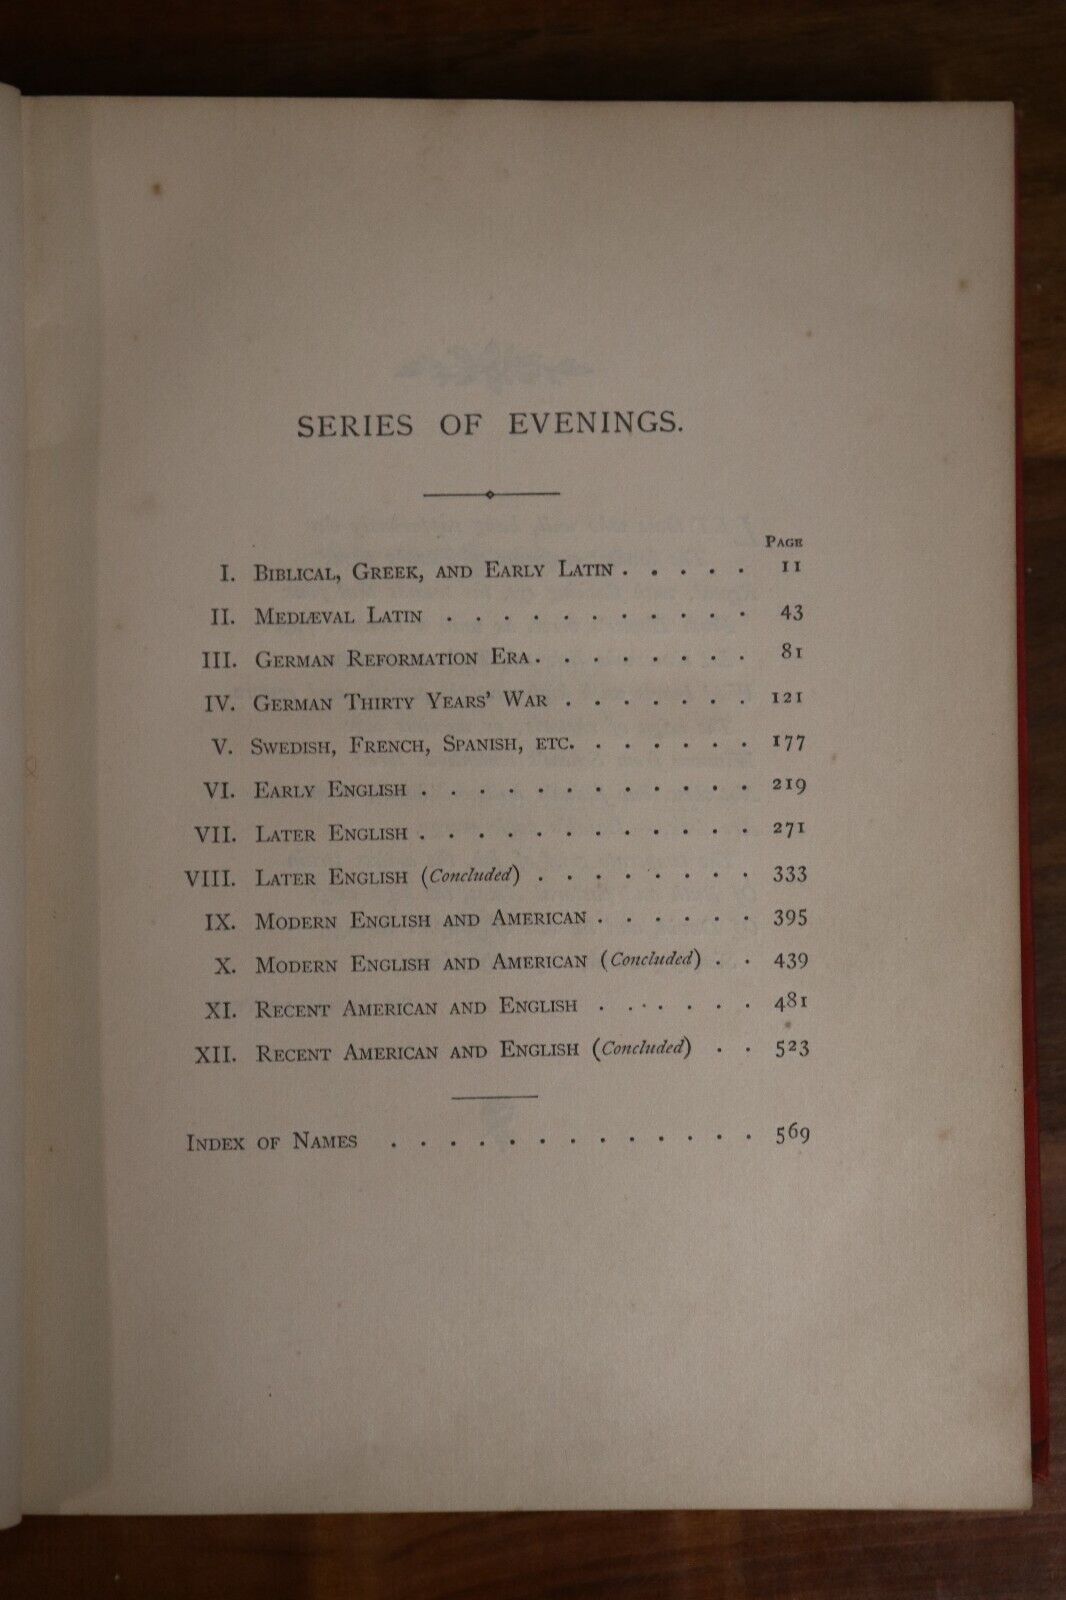 SERIES OF EVENINGS.
PAGE
I. BIBLICAL, GREEK, AND EARLY LATIN . . . . . 11
II. MEDIÆVAL LATIN . . . . . . . . . . . 43
III. GERMAN REFORMATION ERA . . . . . . . . 81
IV. GERMAN THIRTY YEARS' WAR . . . . . . . 121
V. SWEDISH, FRENCH, SPANISH, ETC. . . . . . . 177
VI. EARLY ENGLISH . . . . . . . . . . . . 219
VII. LATER ENGLISH . . . . . . . . . . . . 271
VIII. LATER ENGLISH (Concluded) . . . . . . . . 333
IX. MODERN ENGLISH AND AMERICAN . . . . . . 395
X. MODERN ENGLISH AND AMERICAN (Concluded) . . 439
XI. RECENT AMERICAN AND ENGLISH . . . . . . 481
XII. RECENT AMERICAN AND ENGLISH (Concluded) . . 523
INDEX OF NAMES . . . . . . . . . . . . . 569